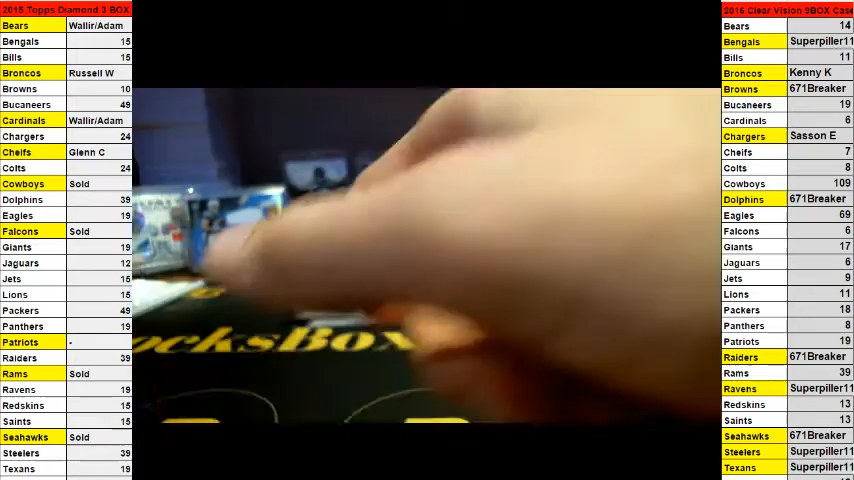 2015 Topps Diamond 3 BOX
Bears Wallir/Adam
Bengals 15
Bills 15
Broncos Russell W
Browns 10
Bucaneers 49
Cardinals Wallir/Adam
Chargers 24
Cheifs Glenn C
Colts 24
Cowboys Sold
Dolphins 39
Eagles 19
Falcons Sold
Giants 19
Jaguars 12
Jets 15
Lions 15
Packers 49
Panthers 19
Patriots -
Raiders 39
Rams Sold
Ravens 19
Redskins 15
Saints 15
Seahawks Sold
Steelers 39
Texans 19
ocksBox
2016 Clear Vision 9BOX Case
Bears 14
Bengals Superpiller11
Bills 11
Broncos Kenny K
Browns 671Breaker
Bucaneers 19
Cardinals 6
Chargers Sasson E
Cheifs 7
Colts 8
Cowboys 109
Dolphins 671Breaker
Eagles 69
Falcons 6
Giants 17
Jaguars 6
Jets 9
Lions 11
Packers 18
Panthers 8
Patriots 19
Raiders 671Breaker
Rams 39
Ravens Superpiller11
Redskins 13
Saints 13
Seahawks 671Breaker
Steelers Superpiller11
Texans Superpiller11